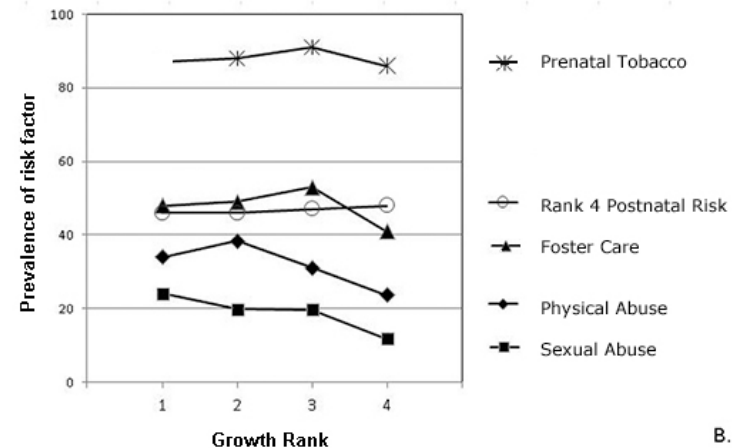 100
80
60
40
20
0
Prevalence of risk factor
1 2 3 4
Growth Rank
Prenatal Tobacco
Rank 4 Postnatal Risk
Foster Care
Physical Abuse
Sexual Abuse
B.